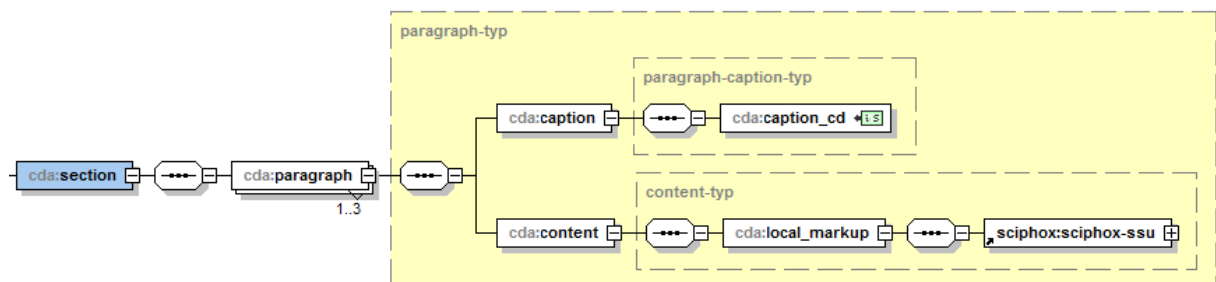 paragraph-typ
paragraph-caption-typ
cda:caption
cda:caption_cd
cda:section
cda:paragraph
1..3
content-typ
cda:content
cda:local_markup
sciphox:sciphox-ssu